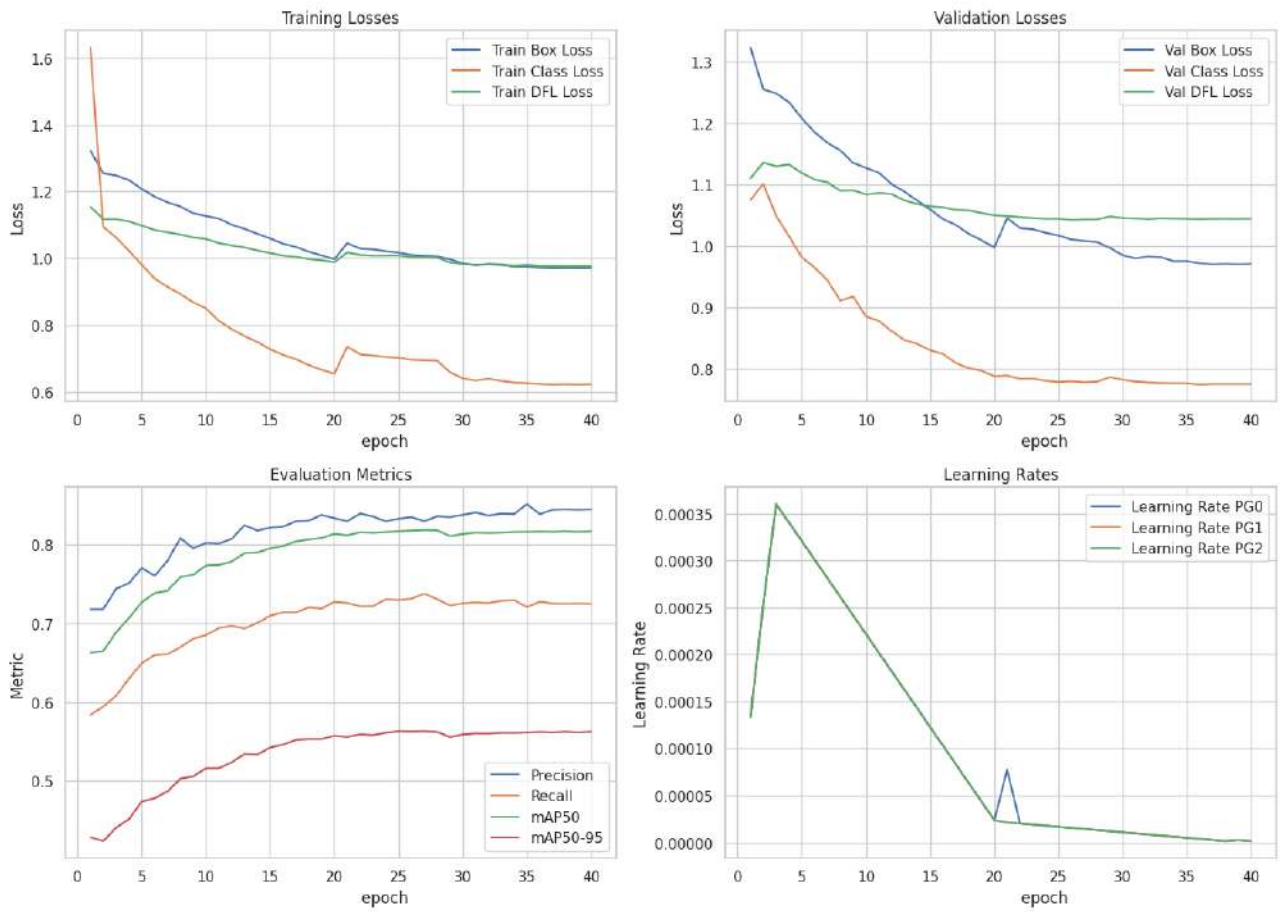 Training Losses
Loss
1.6
1.4
1.2
1.0
0.8
0.6
Train Box Loss
Train Class Loss
Train DFL Loss
0 5 10 15 20 25 30 35 40
epoch
Validation Losses
Loss
1.3
1.2
1.1
1.0
0.9
0.8
Val Box Loss
Val Class Loss
Val DFL Loss
0 5 10 15 20 25 30 35 40
epoch
Evaluation Metrics
Metric
0.8
0.7
0.6
0.5
Precision
Recall
mAP50
mAP50-95
0 5 10 15 20 25 30 35 40
epoch
Learning Rates
Learning Rate
0.00035
0.00030
0.00025
0.00020
0.00015
0.00010
0.00005
0.00000
Learning Rate PG0
Learning Rate PG1
Learning Rate PG2
0 5 10 15 20 25 30 35 40
epoch